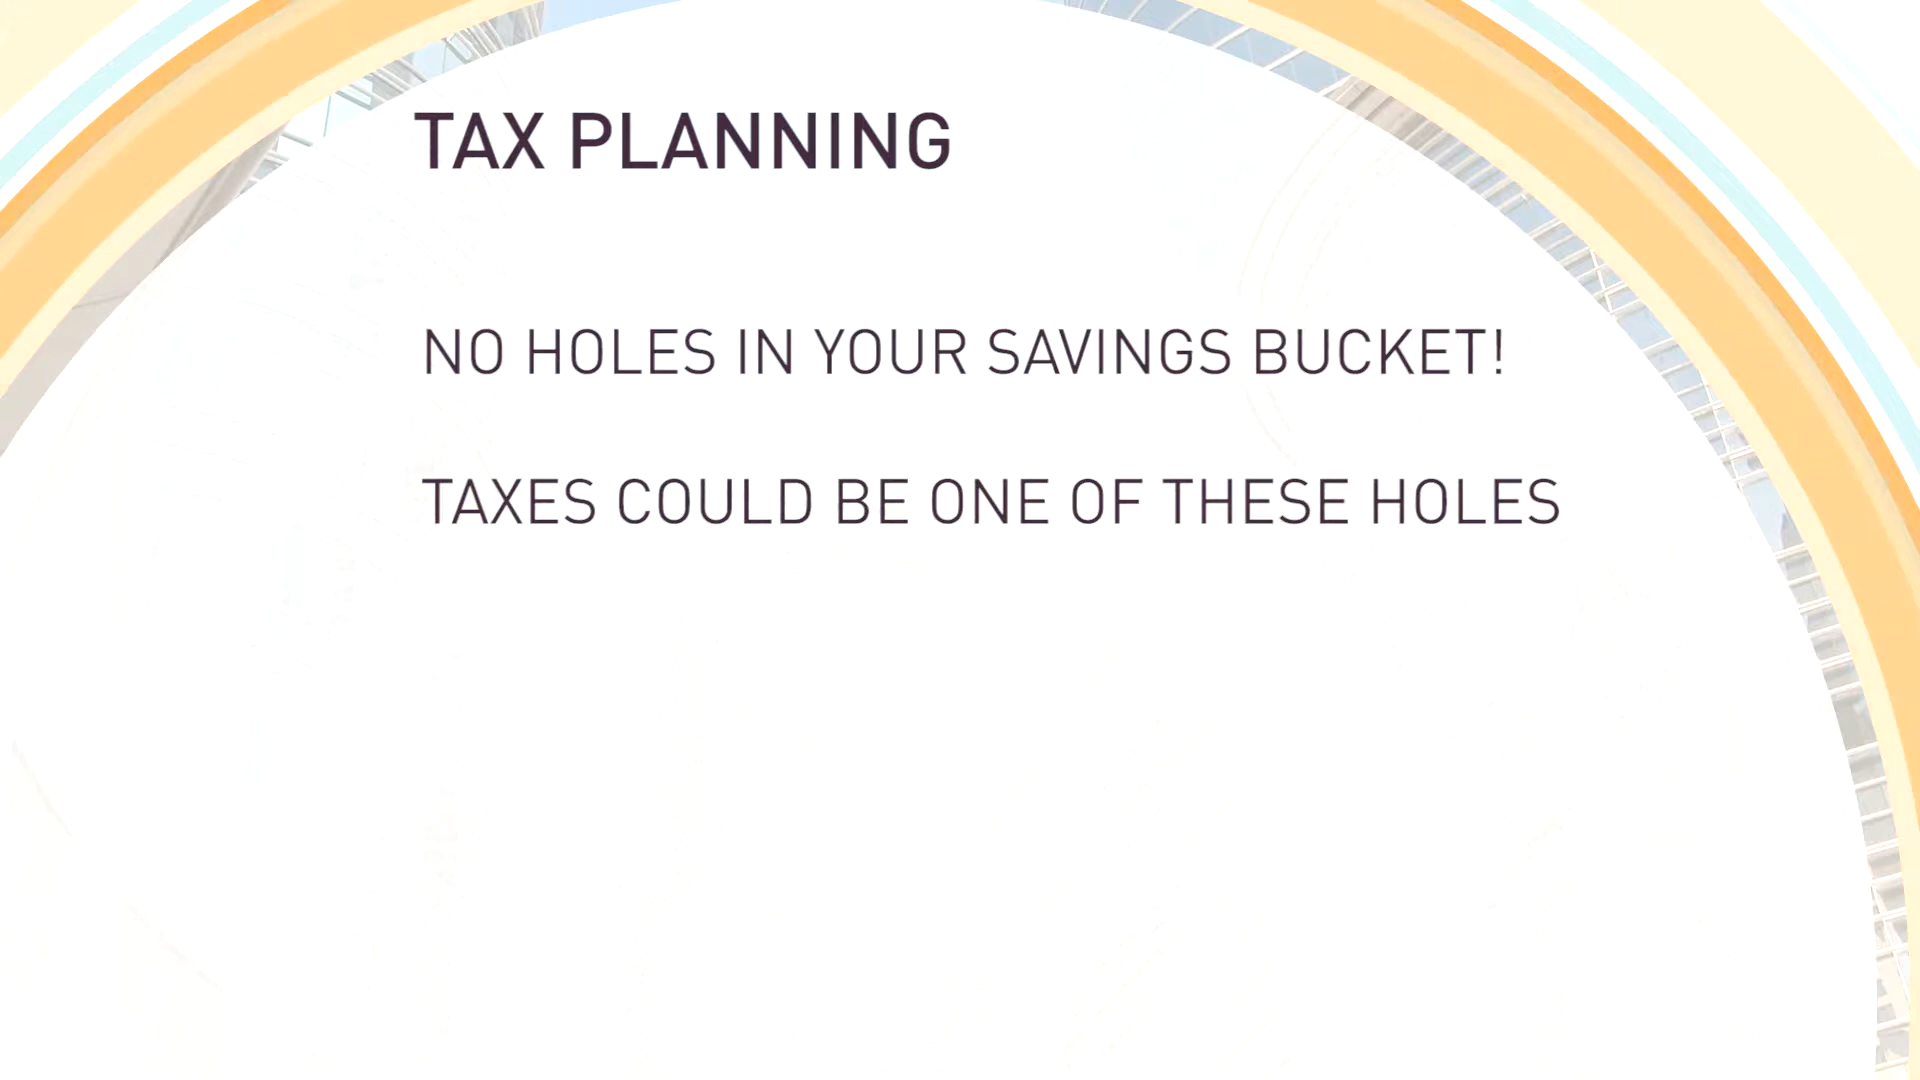 TAX PLANNING
NO HOLES IN YOUR SAVINGS BUCKET!
TAXES COULD BE ONE OF THESE HOLES